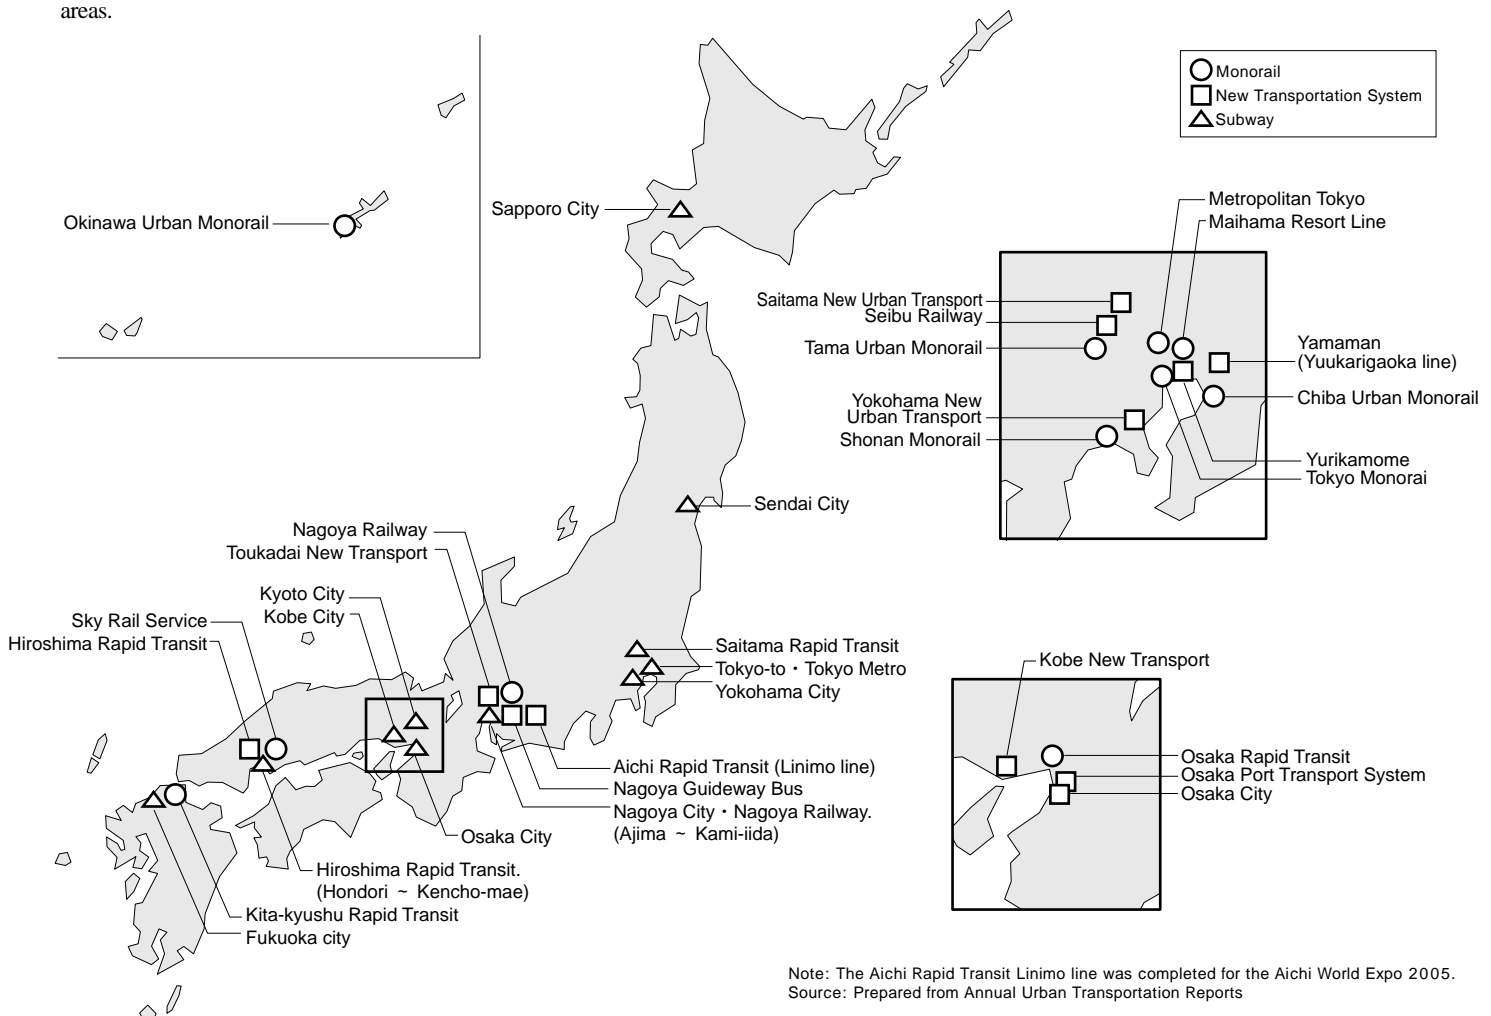 areas.
Monorail
New Transportation System
Subway
Okinawa Urban Monorail
Sapporo City
Metropolitan Tokyo
Maihama Resort Line
Saitama New Urban Transport
Seibu Railway
Tama Urban Monorail
Yamaman
(Yuukarigaoka line)
Chiba Urban Monorail
Yokohama New
Urban Transport
Shonan Monorail
Yurikamome
Tokyo Monorai
Sendai City
Nagoya Railway
Toukadai New Transport
Kyoto City
Kobe City
Sky Rail Service
Hiroshima Rapid Transit
Saitama Rapid Transit
Tokyo-to・Tokyo Metro
Yokohama City
Kobe New Transport
Osaka Rapid Transit
Osaka Port Transport System
Osaka City
Aichi Rapid Transit (Linimo line)
Nagoya Guideway Bus
Nagoya City・Nagoya Railway.
(Ajima ~ Kami-iida)
Osaka City
Hiroshima Rapid Transit.
(Hondori ~ Kencho-mae)
Kita-kyushu Rapid Transit
Fukuoka city
Note: The Aichi Rapid Transit Linimo line was completed for the Aichi World Expo 2005.
Source: Prepared from Annual Urban Transportation Reports